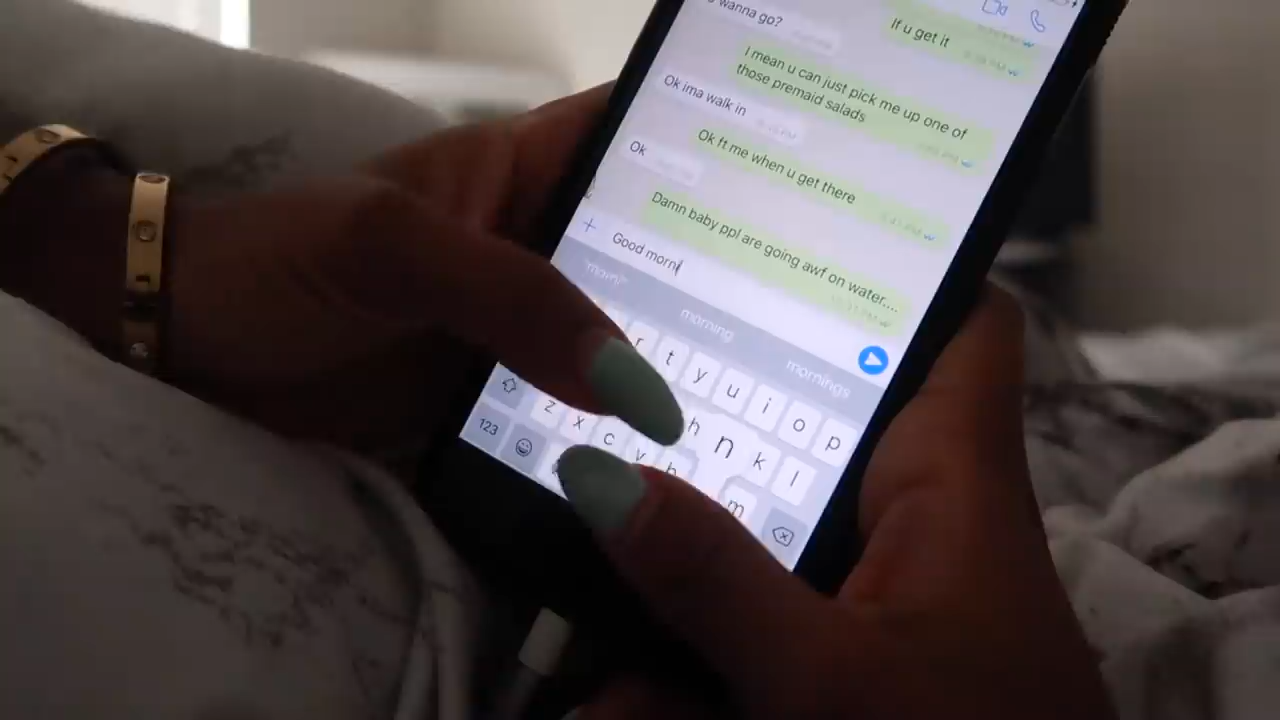 wanna go?
If u get it
I mean u can just pick me up one of
those premaid salads
Ok ima walk in
Ok ft me when u get there
Ok
Damn baby ppl are going awf on water....
Good morni
"morni"
morning
mornings
r t y u i o p
h n k l
z x c v b m
123